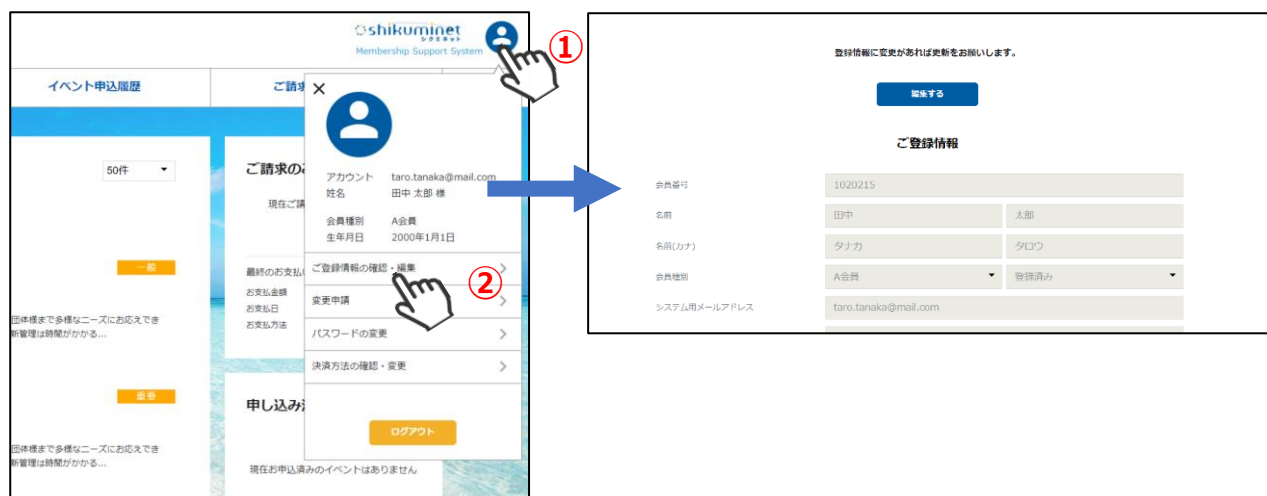 shikuminet
シクミネット
Membership Support System
①
イベント申込履歴
ご請求
50件
ご請求の
現在ご請
一般
最終のお支払い
お支払金額
お支払日
お支払方法
団体様まで多様なニーズにお応えでき
新管理は時間がかかる...
重要
申し込み
団体様まで多様なニーズにお応えでき
新管理は時間がかかる...
現在お申込済みのイベントはありません
×
アカウント taro.tanaka@mail.com
姓名 田中 太郎 様
会員種別 A会員
生年月日 2000年1月1日
ご登録情報の確認・編集
②
変更申請
パスワードの変更
決済方法の確認・変更
ログアウト
登録情報に変更があれば更新をお願いします。
編集する
ご登録情報
会員番号 1020215
名前 田中 太郎
名前(カナ) タナカ タロウ
会員種別 A会員 登録済み
システム用メールアドレス taro.tanaka@mail.com